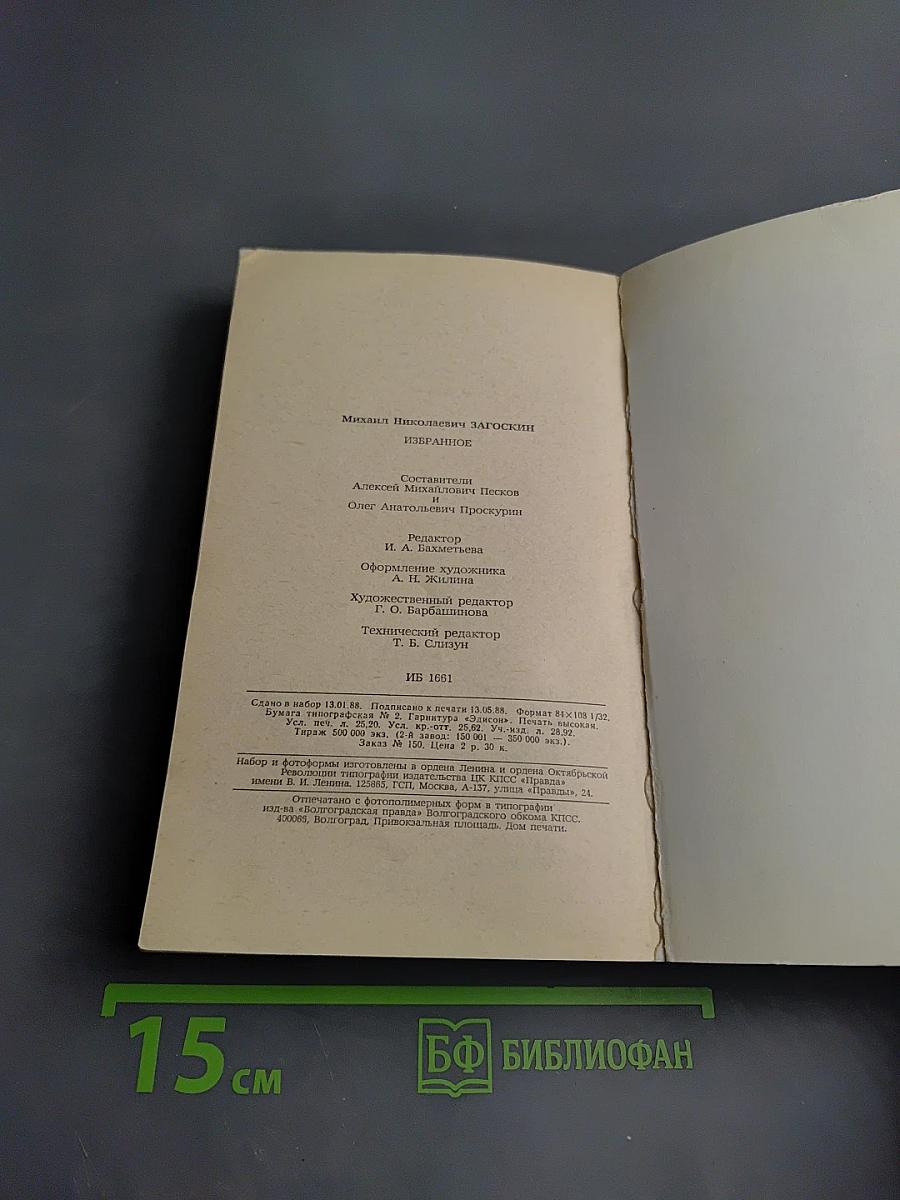 Михаил Николаевич ЗАГОСКИН
ИЗБРАННОЕ
Составители
Алексей Михайлович Песков
и
Олег Анатольевич Проскурин
Редактор
И. А. Бахметьева
Оформление художника
А. Н. Жилина
Художественный редактор
Г. О. Барбашинова
Технический редактор
Т. Б. Слизун
ИБ 1661
Сдано в набор 13.01.88. Подписано к печати 13.05.88. Формат 84×108 1/32.
Бумага типографская № 2. Гарнитура «Эдисон». Печать высокая.
Усл. печ. л. 25,20. Усл. кр.-отт. 25,62. Уч.-изд. л. 28,92.
Тираж 500 000 экз. (2-й завод: 150 001 — 350 000 экз.).
Заказ № 150. Цена 2 р. 30 к.
Набор и фотоформы изготовлены в ордена Ленина и ордена Октябрьской
Революции типографии издательства ЦК КПСС «Правда»
имени В. И. Ленина. 125865, ГСП, Москва, А-137, улица «Правды», 24.
Отпечатано с фотополимерных форм в типографии
изд-ва «Волгоградская правда» Волгоградского обкома КПСС.
400066, Волгоград, Привокзальная площадь. Дом печати.
15 см
БФ БИБЛИОФАН